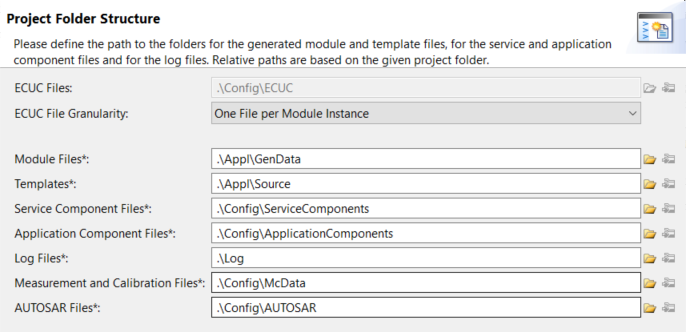 Project Folder Structure
Please define the path to the folders for the generated module and template files, for the service and application
component files and for the log files. Relative paths are based on the given project folder.
ECUC Files: .\Config\ECUC
ECUC File Granularity: One File per Module Instance
Module Files*: .\Appl\GenData
Templates*: .\Appl\Source
Service Component Files*: .\Config\ServiceComponents
Application Component Files*: .\Config\ApplicationComponents
Log Files*: .\Log
Measurement and Calibration Files*: .\Config\McData
AUTOSAR Files*: .\Config\AUTOSAR